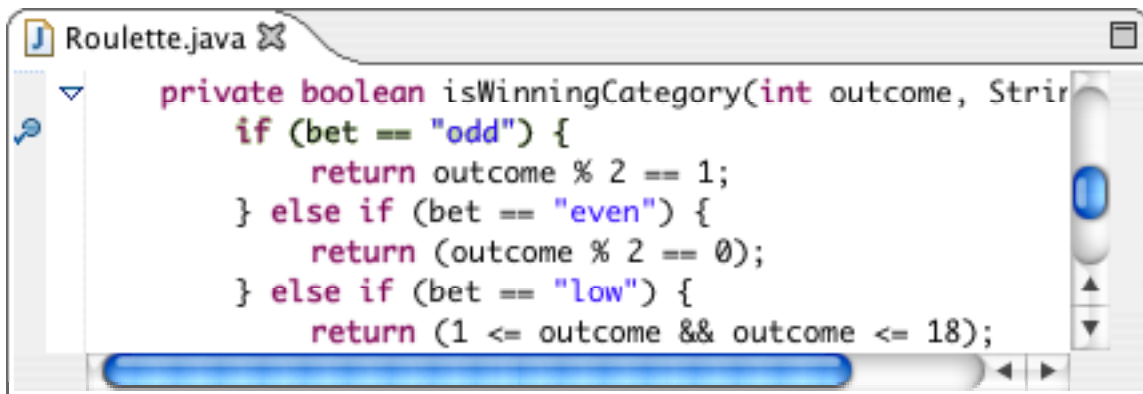 Roulette.java
private boolean isWinningCategory(int outcome, Strin
if (bet == "odd") {
return outcome % 2 == 1;
} else if (bet == "even") {
return (outcome % 2 == 0);
} else if (bet == "low") {
return (1 <= outcome && outcome <= 18);